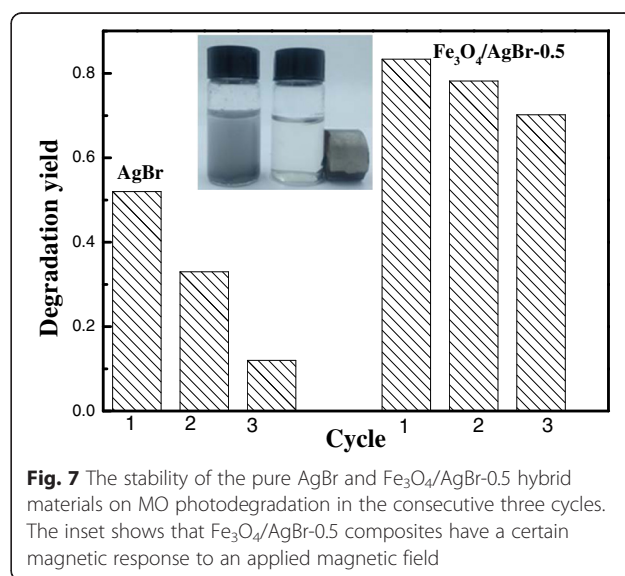 0.8
0.6
0.4
0.2
0.0
Degradation yield
AgBr
Fe₃O₄/AgBr-0.5
1 2 3 1 2 3
Cycle
Fig. 7 The stability of the pure AgBr and Fe₃O₄/AgBr-0.5 hybrid
materials on MO photodegradation in the consecutive three cycles.
The inset shows that Fe₃O₄/AgBr-0.5 composites have a certain
magnetic response to an applied magnetic field